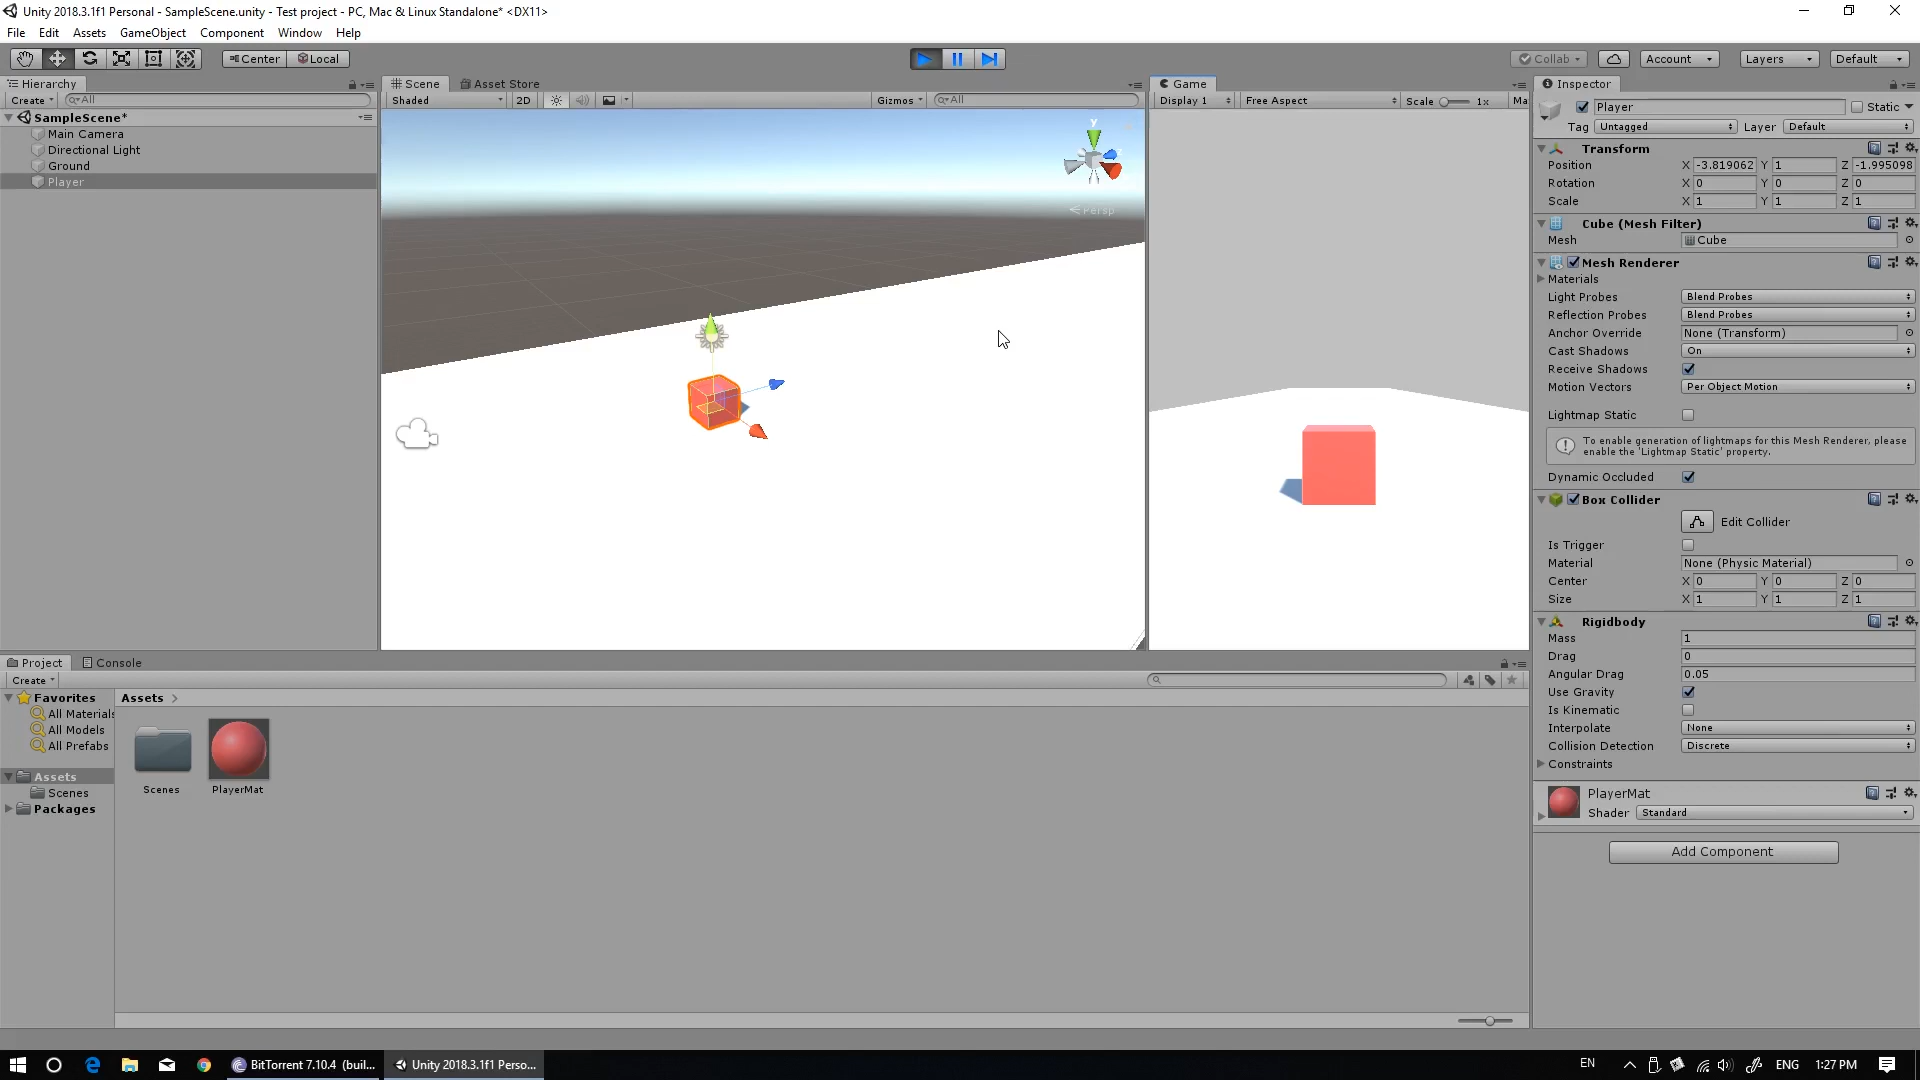 Unity 2018.3.1f1 Personal - SampleScene.unity - Test project - PC, Mac & Linux Standalone* <DX11>
File Edit Assets GameObject Component Window Help
Center Local
Collab Account Layers Default
Hierarchy
Create All
SampleScene*
Main Camera
Directional Light
Ground
Player
Scene Asset Store
Shaded 2D Gizmos All
y
Persp
Game
Display 1 Free Aspect Scale 1x Ma
Inspector
Player Static
Tag Untagged Layer Default
Transform
Position X -3.819062 Y 1 Z -1.995098
Rotation X 0 Y 0 Z 0
Scale X 1 Y 1 Z 1
Cube (Mesh Filter)
Mesh Cube
Mesh Renderer
Materials
Light Probes Blend Probes
Reflection Probes Blend Probes
Anchor Override None (Transform)
Cast Shadows On
Receive Shadows
Motion Vectors Per Object Motion
Lightmap Static
To enable generation of lightmaps for this Mesh Renderer, please
enable the 'Lightmap Static' property.
Dynamic Occluded
Box Collider
Edit Collider
Is Trigger
Material None (Physic Material)
Center X 0 Y 0 Z 0
Size X 1 Y 1 Z 1
Rigidbody
Mass 1
Drag 0
Angular Drag 0.05
Use Gravity
Is Kinematic
Interpolate None
Collision Detection Discrete
Constraints
PlayerMat
Shader Standard
Add Component
Project Console
Create
Favorites
All Materials
All Models
All Prefabs
Assets
Scenes
Packages
Assets
Scenes PlayerMat
BitTorrent 7.10.4 (buil... Unity 2018.3.1f1 Perso... EN ENG 1:27 PM